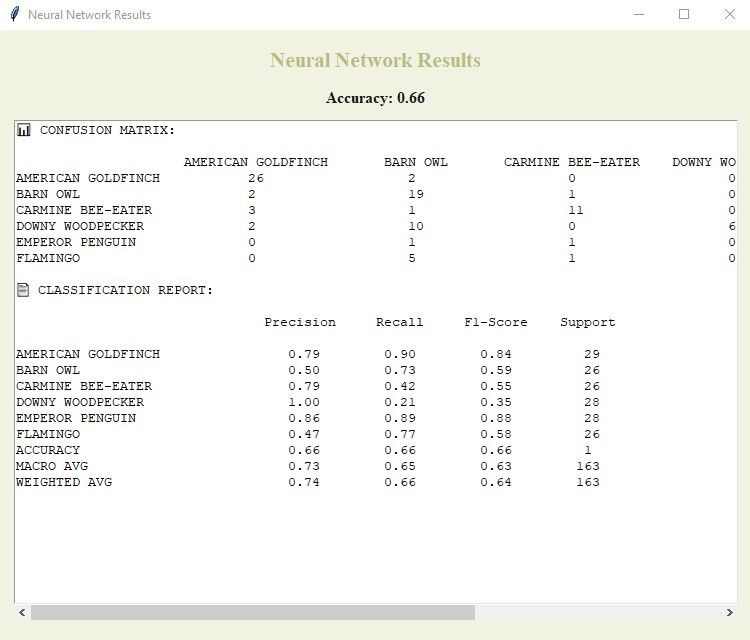 Neural Network Results
Neural Network Results
Accuracy: 0.66
CONFUSION MATRIX:
AMERICAN GOLDFINCH BARN OWL CARMINE BEE-EATER DOWNY WO
AMERICAN GOLDFINCH 26 2 0 0
BARN OWL 2 19 1 0
CARMINE BEE-EATER 3 1 11 0
DOWNY WOODPECKER 2 10 0 6
EMPEROR PENGUIN 0 1 1 0
FLAMINGO 0 5 1 0
CLASSIFICATION REPORT:
Precision Recall F1-Score Support
AMERICAN GOLDFINCH 0.79 0.90 0.84 29
BARN OWL 0.50 0.73 0.59 26
CARMINE BEE-EATER 0.79 0.42 0.55 26
DOWNY WOODPECKER 1.00 0.21 0.35 28
EMPEROR PENGUIN 0.86 0.89 0.88 28
FLAMINGO 0.47 0.77 0.58 26
ACCURACY 0.66 0.66 0.66 1
MACRO AVG 0.73 0.65 0.63 163
WEIGHTED AVG 0.74 0.66 0.64 163